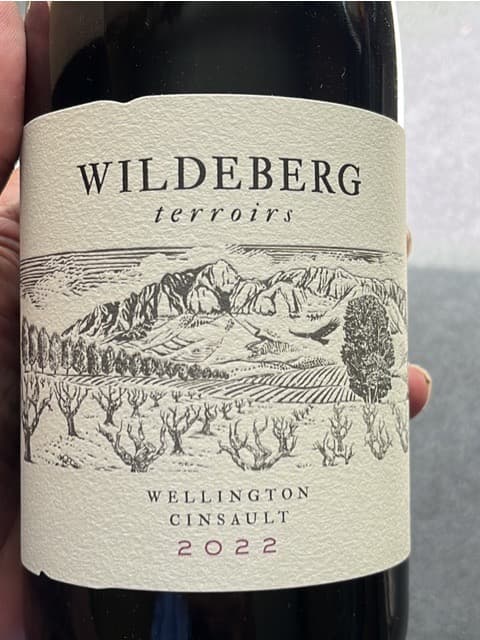 WILDEBERG
terroirs
WELLINGTON
CINSAULT
2022